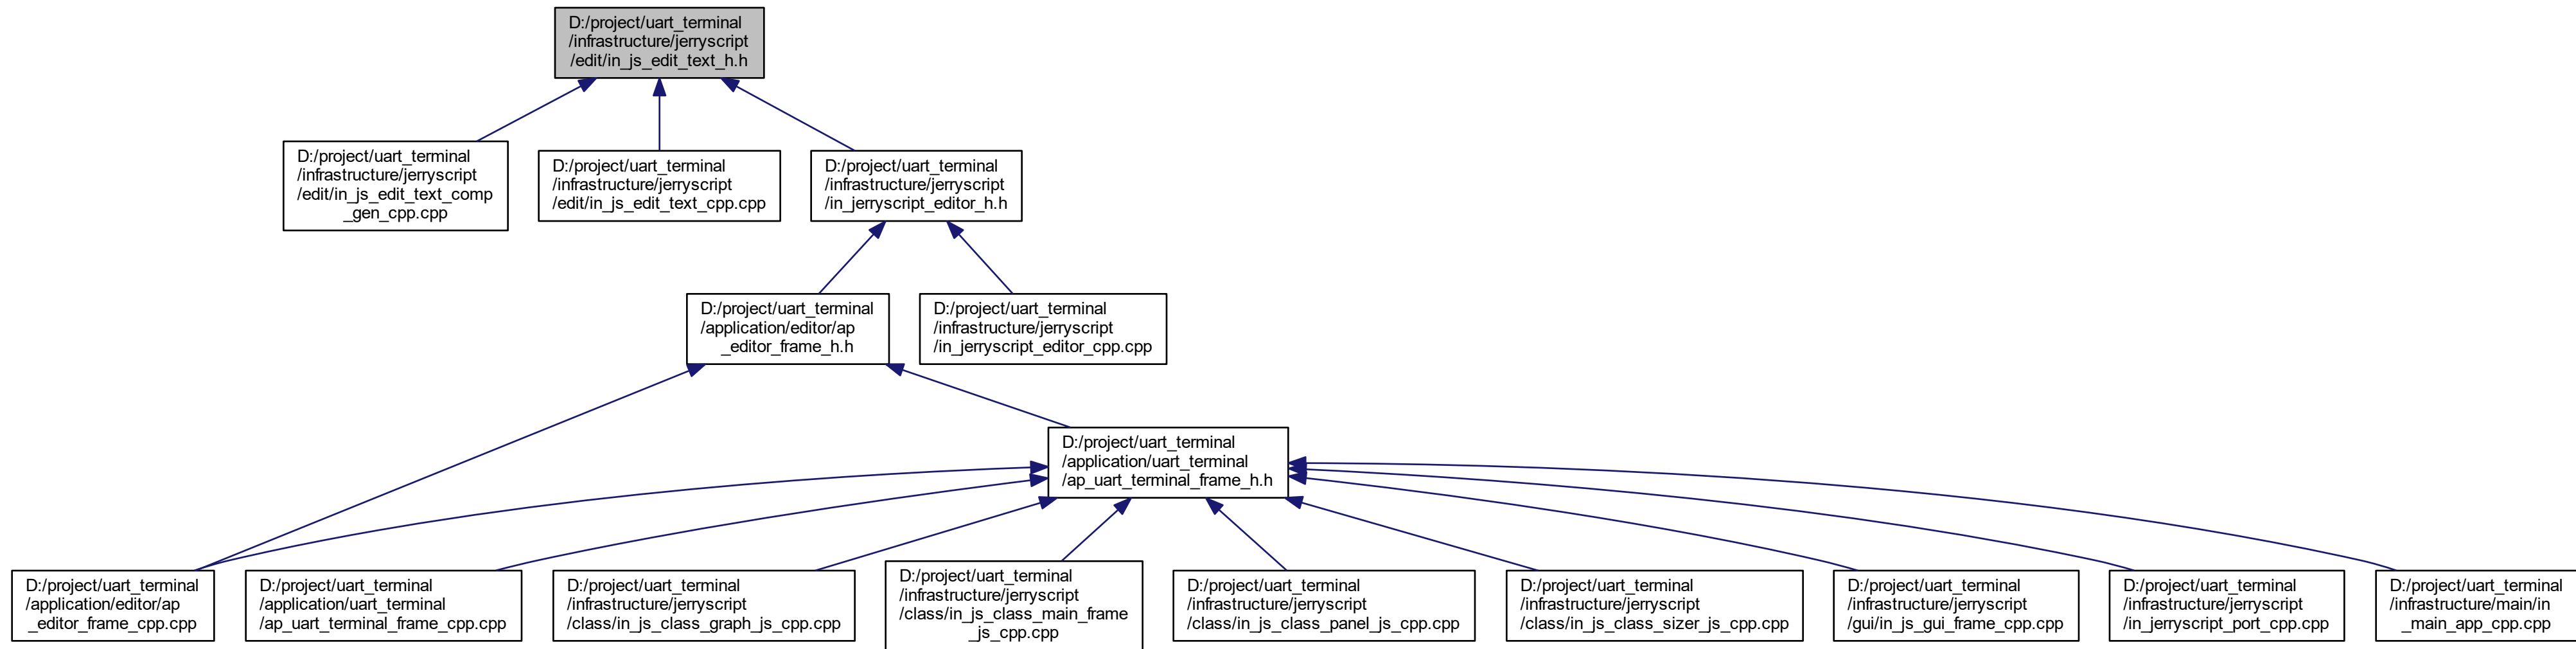 D:/project/uart_terminal
/infrastructure/jerryscript
/edit/in_js_edit_text_h.h
D:/project/uart_terminal
/infrastructure/jerryscript
/edit/in_js_edit_text_comp
_gen_cpp.cpp
D:/project/uart_terminal
/infrastructure/jerryscript
/edit/in_js_edit_text_cpp.cpp
D:/project/uart_terminal
/infrastructure/jerryscript
/in_jerryscript_editor_h.h
D:/project/uart_terminal
/application/editor/ap
_editor_frame_h.h
D:/project/uart_terminal
/infrastructure/jerryscript
/in_jerryscript_editor_cpp.cpp
D:/project/uart_terminal
/application/uart_terminal
/ap_uart_terminal_frame_h.h
D:/project/uart_terminal
/application/editor/ap
_editor_frame_cpp.cpp
D:/project/uart_terminal
/application/uart_terminal
/ap_uart_terminal_frame_cpp.cpp
D:/project/uart_terminal
/infrastructure/jerryscript
/class/in_js_class_graph_js_cpp.cpp
D:/project/uart_terminal
/infrastructure/jerryscript
/class/in_js_class_main_frame
_js_cpp.cpp
D:/project/uart_terminal
/infrastructure/jerryscript
/class/in_js_class_panel_js_cpp.cpp
D:/project/uart_terminal
/infrastructure/jerryscript
/class/in_js_class_sizer_js_cpp.cpp
D:/project/uart_terminal
/infrastructure/jerryscript
/gui/in_js_gui_frame_cpp.cpp
D:/project/uart_terminal
/infrastructure/jerryscript
/in_jerryscript_port_cpp.cpp
D:/project/uart_terminal
/infrastructure/main/in
_main_app_cpp.cpp